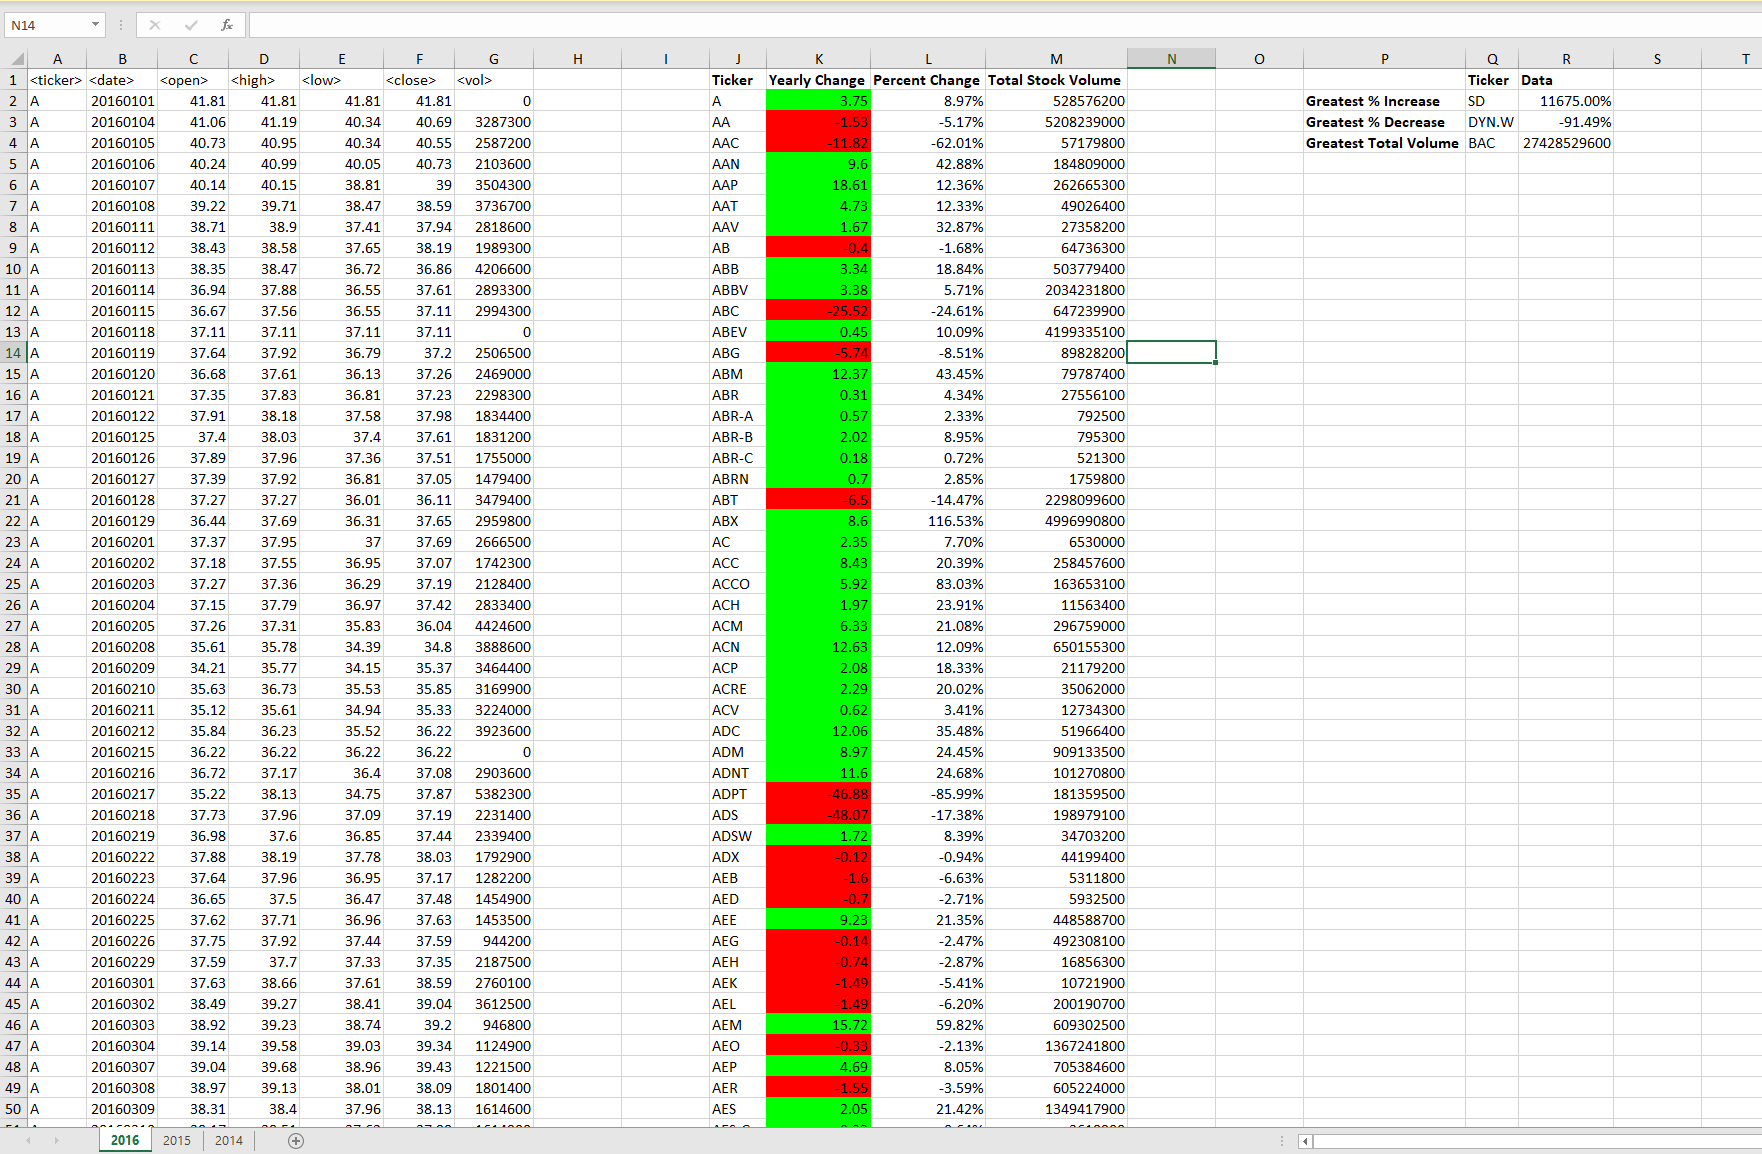 N14 fx
A B C D E F G H I J K L M N O P Q R S T
1 <ticker> <date> <open> <high> <low> <close> <vol> Ticker Yearly Change Percent Change Total Stock Volume Ticker Data
2 A 20160101 41.81 41.81 41.81 41.81 0 A 3.75 8.97% 528576200 Greatest % Increase SD 11675.00%
3 A 20160104 41.06 41.19 40.34 40.69 3287300 AA -1.53 -5.17% 5208239000 Greatest % Decrease DYN.W -91.49%
4 A 20160105 40.73 40.95 40.34 40.55 2587200 AAC -11.82 -62.01% 57179800 Greatest Total Volume BAC 27428529600
5 A 20160106 40.24 40.99 40.05 40.73 2103600 AAN 9.6 42.88% 184809000
6 A 20160107 40.14 40.15 38.81 39 3504300 AAP 18.61 12.36% 262665300
7 A 20160108 39.22 39.71 38.47 38.59 3736700 AAT 4.73 12.33% 49026400
8 A 20160111 38.71 38.9 37.41 37.94 2818600 AAV 1.67 32.87% 27358200
9 A 20160112 38.43 38.58 37.65 38.19 1989300 AB -0.4 -1.68% 64736300
10 A 20160113 38.35 38.47 36.72 36.86 4206600 ABB 3.34 18.84% 503779400
11 A 20160114 36.94 37.88 36.55 37.61 2893300 ABBV 3.38 5.71% 2034231800
12 A 20160115 36.67 37.56 36.55 37.11 2994300 ABC -25.52 -24.61% 647239900
13 A 20160118 37.11 37.11 37.11 37.11 0 ABEV 0.45 10.09% 4199335100
14 A 20160119 37.64 37.92 36.79 37.2 2506500 ABG -5.74 -8.51% 89828200
15 A 20160120 36.68 37.61 36.13 37.26 2469000 ABM 12.37 43.45% 79787400
16 A 20160121 37.35 37.83 36.81 37.23 2298300 ABR 0.31 4.34% 27556100
17 A 20160122 37.91 38.18 37.58 37.98 1834400 ABR-A 0.57 2.33% 792500
18 A 20160125 37.4 38.03 37.4 37.61 1831200 ABR-B 2.02 8.95% 795300
19 A 20160126 37.89 37.96 37.36 37.51 1755000 ABR-C 0.18 0.72% 521300
20 A 20160127 37.39 37.92 36.81 37.05 1479400 ABRN 0.7 2.85% 1759800
21 A 20160128 37.27 37.27 36.01 36.11 3479400 ABT -6.5 -14.47% 2298099600
22 A 20160129 36.44 37.69 36.31 37.65 2959800 ABX 8.6 116.53% 4996990800
23 A 20160201 37.37 37.95 37 37.69 2666500 AC 2.35 7.70% 6530000
24 A 20160202 37.18 37.55 36.95 37.07 1742300 ACC 8.43 20.39% 258457600
25 A 20160203 37.27 37.36 36.29 37.19 2128400 ACCO 5.92 83.03% 163653100
26 A 20160204 37.15 37.79 36.97 37.42 2833400 ACH 1.97 23.91% 11563400
27 A 20160205 37.26 37.31 35.83 36.04 4424600 ACM 6.33 21.08% 296759000
28 A 20160208 35.61 35.78 34.39 34.8 3888600 ACN 12.63 12.09% 650155300
29 A 20160209 34.21 35.77 34.15 35.37 3464400 ACP 2.08 18.33% 21179200
30 A 20160210 35.63 36.73 35.53 35.85 3169900 ACRE 2.29 20.02% 35062000
31 A 20160211 35.12 35.61 34.94 35.33 3224000 ACV 0.62 3.41% 12734300
32 A 20160212 35.84 36.23 35.52 36.22 3923600 ADC 12.06 35.48% 51966400
33 A 20160215 36.22 36.22 36.22 36.22 0 ADM 8.97 24.45% 909133500
34 A 20160216 36.72 37.17 36.4 37.08 2903600 ADNT 11.6 24.68% 101270800
35 A 20160217 35.22 38.13 34.75 37.87 5382300 ADPT -46.88 -85.99% 181359500
36 A 20160218 37.73 37.96 37.09 37.19 2231400 ADS -48.07 -17.38% 198979100
37 A 20160219 36.98 37.6 36.85 37.44 2339400 ADSW 1.72 8.39% 34703200
38 A 20160222 37.88 38.19 37.78 38.03 1792900 ADX -0.12 -0.94% 44199400
39 A 20160223 37.64 37.96 36.95 37.17 1282200 AEB -1.6 -6.63% 5311800
40 A 20160224 36.65 37.5 36.47 37.48 1454900 AED -0.7 -2.71% 5932500
41 A 20160225 37.62 37.71 36.96 37.63 1453500 AEE 9.23 21.35% 448588700
42 A 20160226 37.75 37.92 37.44 37.59 944200 AEG -0.14 -2.47% 492308100
43 A 20160229 37.59 37.7 37.33 37.35 2187500 AEH -0.74 -2.87% 16856300
44 A 20160301 37.63 38.66 37.61 38.59 2760100 AEK -1.49 -5.41% 10721900
45 A 20160302 38.49 39.27 38.41 39.04 3612500 AEL -1.49 -6.20% 200190700
46 A 20160303 38.92 39.23 38.74 39.2 946800 AEM 15.72 59.82% 609302500
47 A 20160304 39.14 39.58 39.03 39.34 1124900 AEO -0.33 -2.13% 1367241800
48 A 20160307 39.04 39.68 38.96 39.43 1221500 AEP 4.69 8.05% 705384600
49 A 20160308 38.97 39.13 38.01 38.09 1801400 AER -1.55 -3.59% 605224000
50 A 20160309 38.31 38.4 37.96 38.13 1614600 AES 2.05 21.42% 1349417900
2016 2015 2014